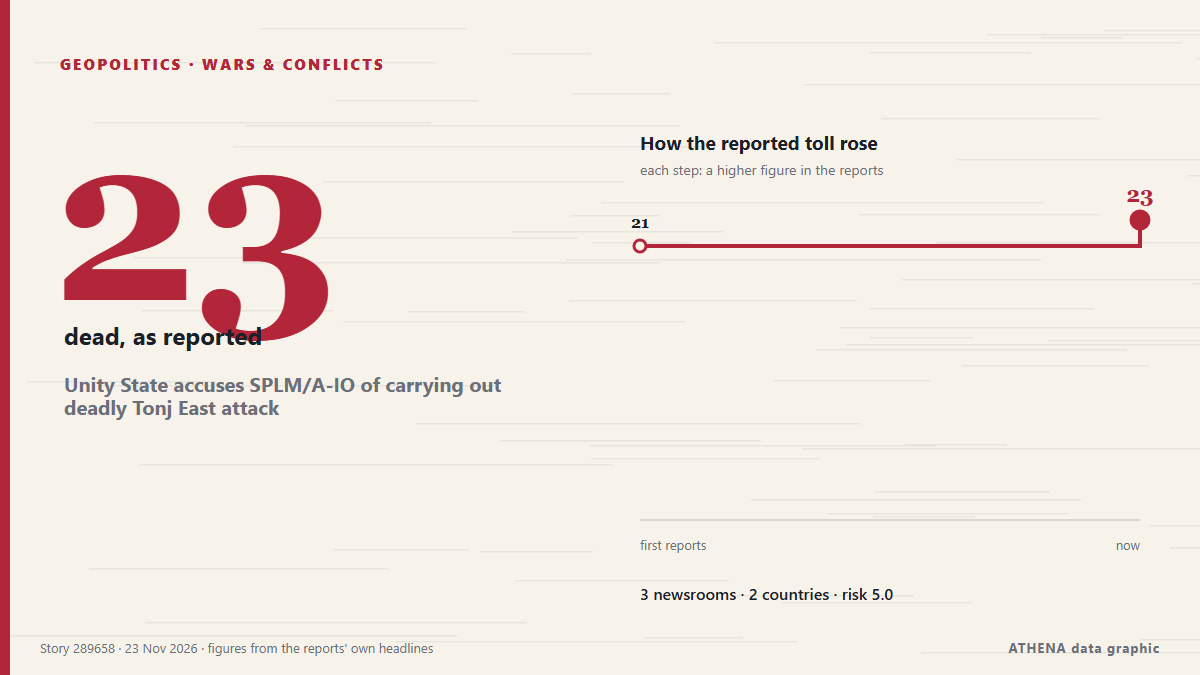 GEOPOLITICS · WARS & CONFLICTS
23
dead, as reported
Unity State accuses SPLM/A-IO of carrying out
deadly Tonj East attack
How the reported toll rose
each step: a higher figure in the reports
21
23
first reports
now
3 newsrooms · 2 countries · risk 5.0
Story 289658 · 23 Nov 2026 · figures from the reports' own headlines
ATHENA data graphic